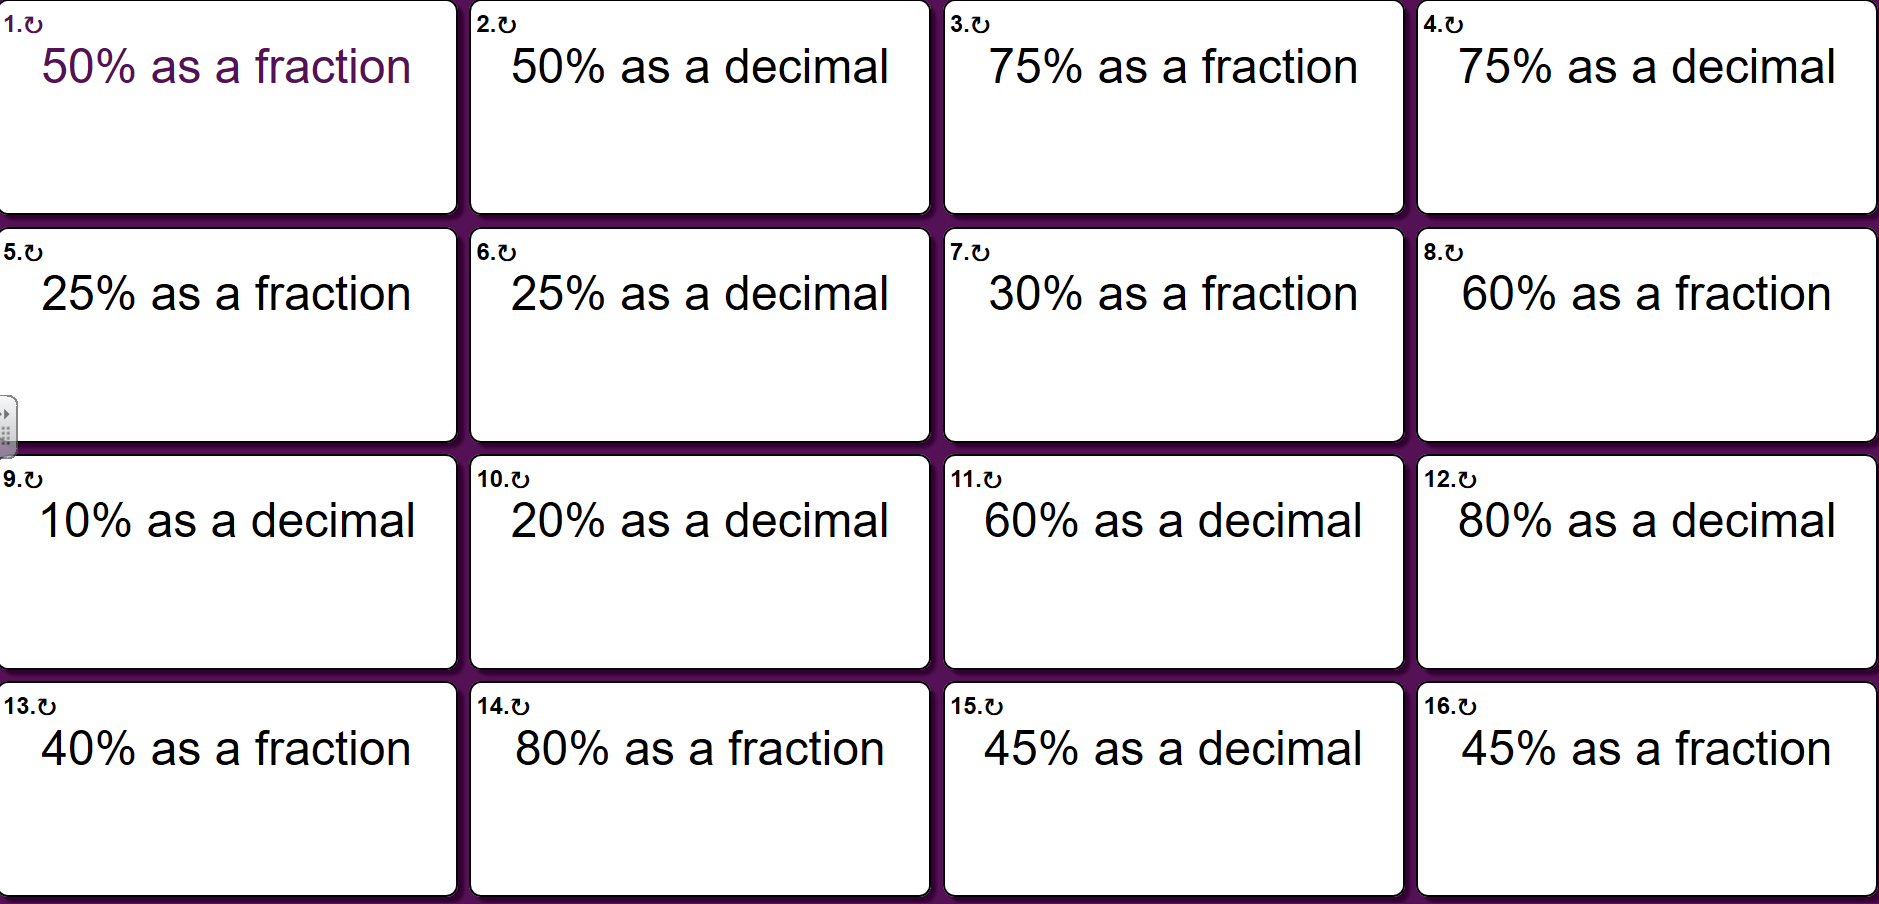 1.↻
50% as a fraction
2.↻
50% as a decimal
3.↻
75% as a fraction
4.↻
75% as a decimal
5.↻
25% as a fraction
6.↻
25% as a decimal
7.↻
30% as a fraction
8.↻
60% as a fraction
9.↻
10% as a decimal
10.↻
20% as a decimal
11.↻
60% as a decimal
12.↻
80% as a decimal
13.↻
40% as a fraction
14.↻
80% as a fraction
15.↻
45% as a decimal
16.↻
45% as a fraction